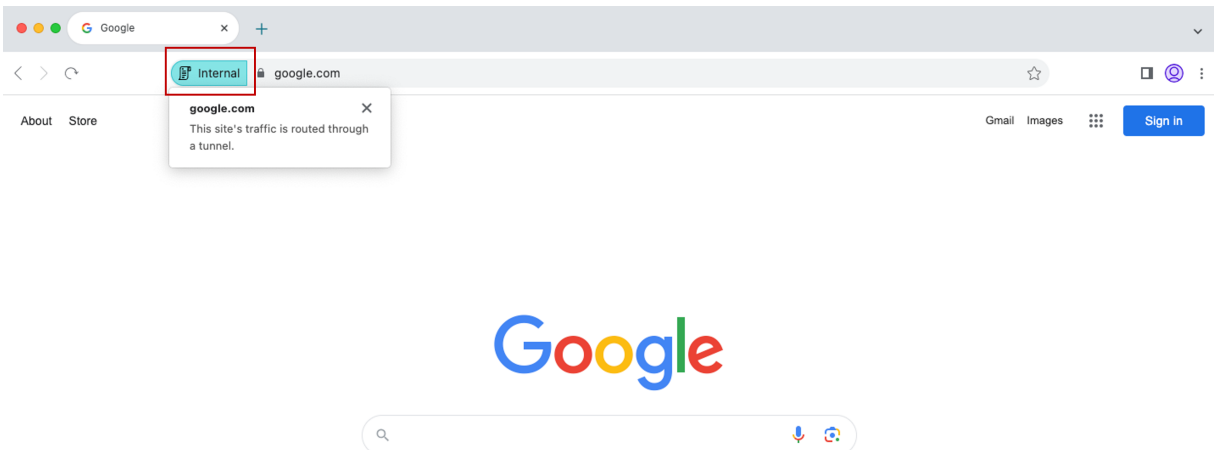 Google
Internal
google.com
google.com
This site's traffic is routed through
a tunnel.
About
Store
Gmail
Images
Sign in
Google